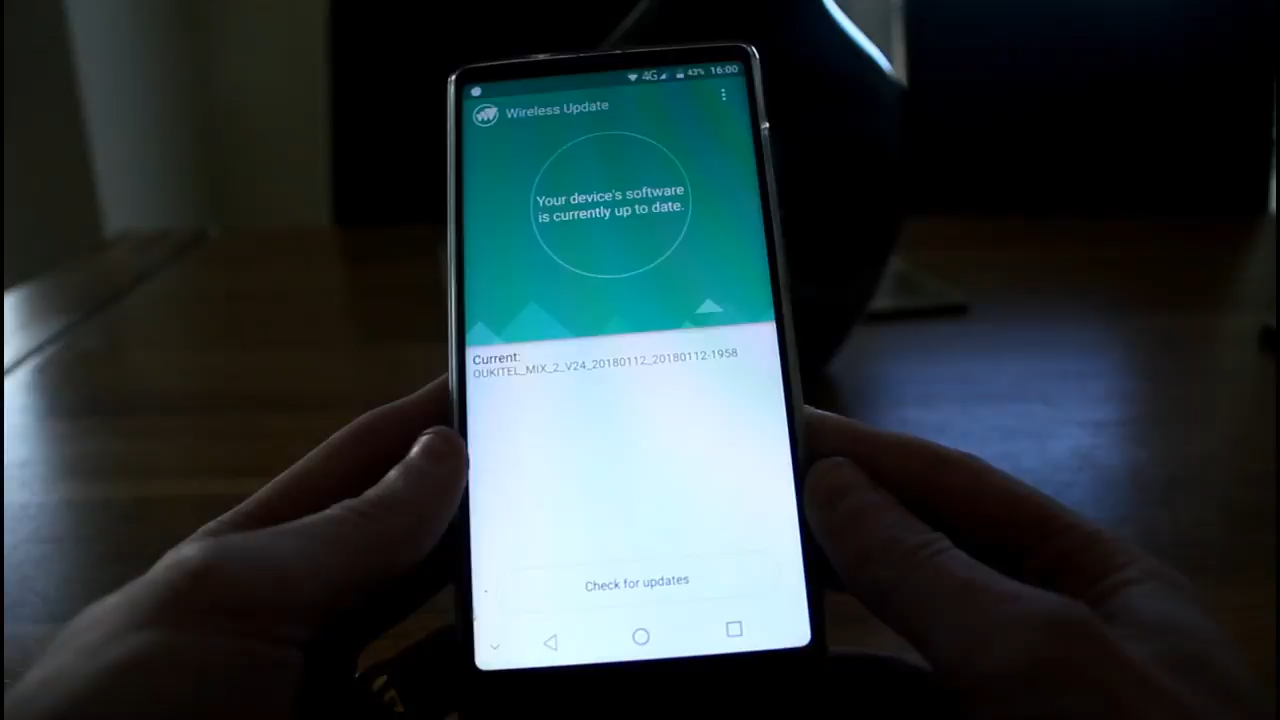 4G 43% 16:00
Wireless Update
Your device's software
is currently up to date.
Current:
OUKITEL_MIX_2_V24_20180112_20180112-1958
Check for updates